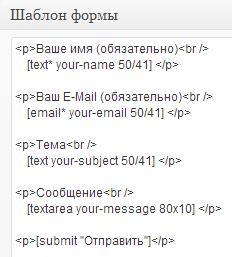 Шаблон формы
<p>Ваше имя (обязательно)<br />
[text* your-name 50/41] </p>
<p>Ваш E-Mail (обязательно)<br />
[email* your-email 50/41] </p>
<p>Тема<br />
[text your-subject 50/41] </p>
<p>Сообщение<br />
[textarea your-message 80x10] </p>
<p>[submit "Отправить"]</p>